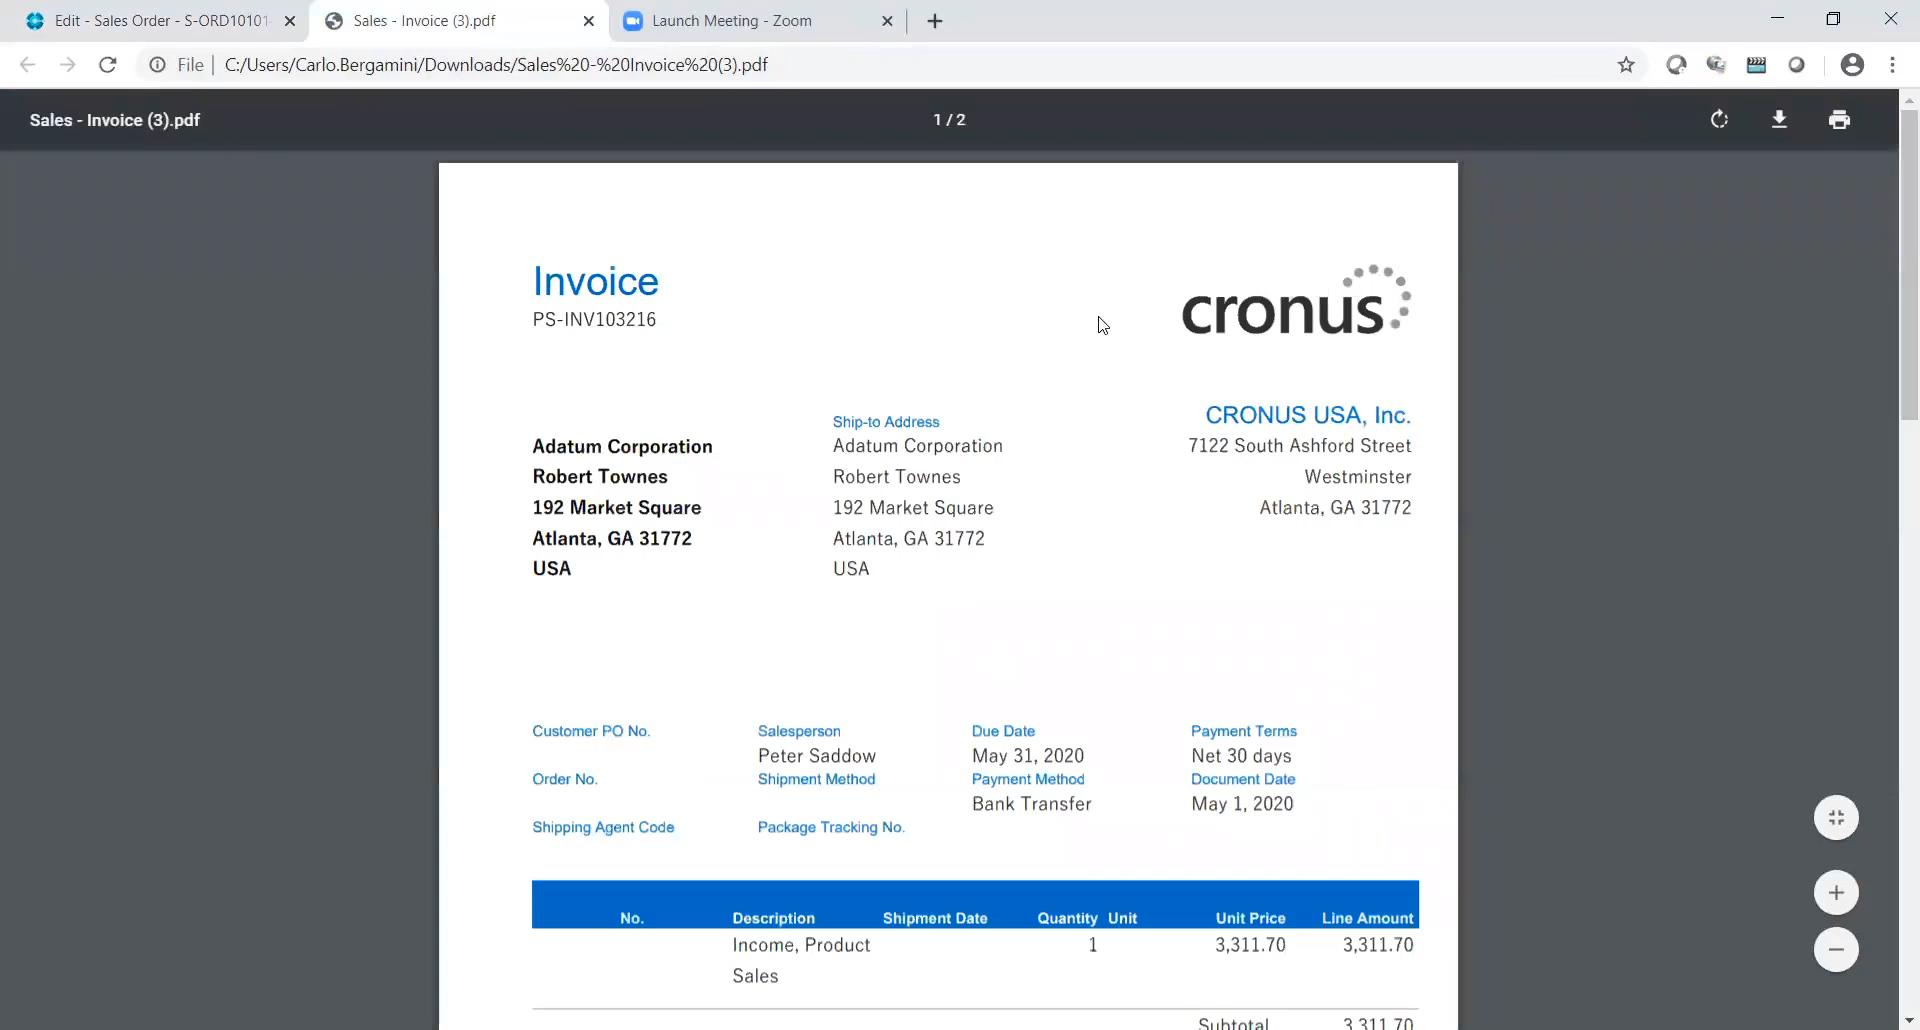 Edit - Sales Order - S-ORD10101
Sales - Invoice (3).pdf
Launch Meeting - Zoom
File
C:/Users/Carlo.Bergamini/Downloads/Sales%20-%20Invoice%20(3).pdf
Sales - Invoice (3).pdf
1 / 2
Invoice
PS-INV103216
cronus
Adatum Corporation
Robert Townes
192 Market Square
Atlanta, GA 31772
USA
Ship-to Address
Adatum Corporation
Robert Townes
192 Market Square
Atlanta, GA 31772
USA
CRONUS USA, Inc.
7122 South Ashford Street
Westminster
Atlanta, GA 31772
Customer PO No. Salesperson Due Date Payment Terms
Peter Saddow May 31, 2020 Net 30 days
Order No. Shipment Method Payment Method Document Date
Bank Transfer May 1, 2020
Shipping Agent Code Package Tracking No.
No. Description Shipment Date Quantity Unit Unit Price Line Amount
Income, Product 1 3,311.70 3,311.70
Sales
Subtotal 3,311.70